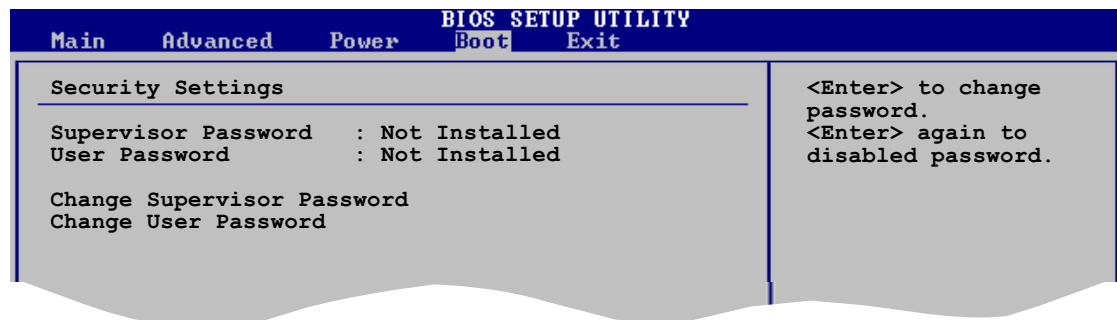 BIOS SETUP UTILITY
Main Advanced Power Boot Exit
Security Settings
Supervisor Password : Not Installed
User Password : Not Installed
Change Supervisor Password
Change User Password
<Enter> to change
password.
<Enter> again to
disabled password.